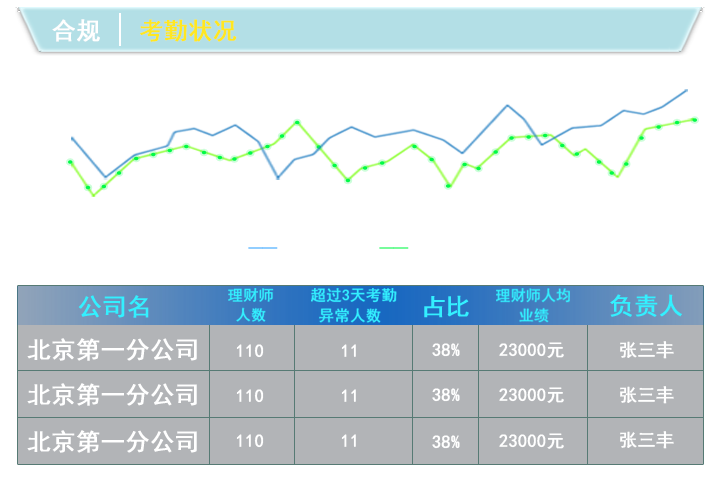 合规 考勤状况
公司名 理财师人数 超过3天考勤异常人数 占比 理财师人均业绩 负责人
北京第一分公司 110 11 38% 23000元 张三丰
北京第一分公司 110 11 38% 23000元 张三丰
北京第一分公司 110 11 38% 23000元 张三丰